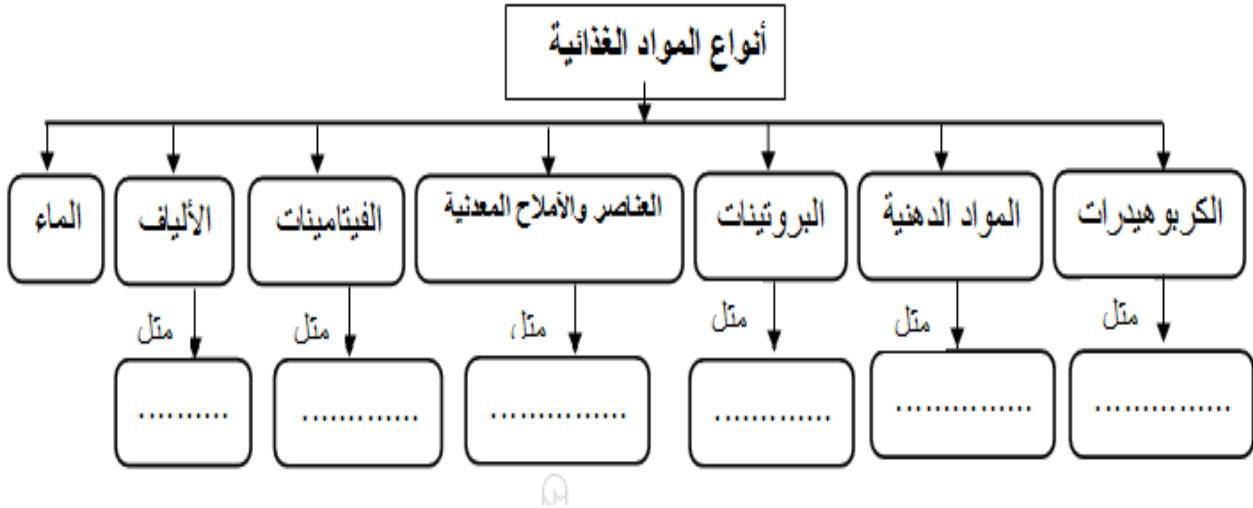 أنواع المواد الغذائية
الكربوهيدرات
المواد الدهنية
البروتينات
العناصر والأملاح المعدنية
الفيتامينات
الألياف
الماء
مثل
مثل
مثل
مثل
مثل
مثل
...............
...............
.............
...............
.............
..........